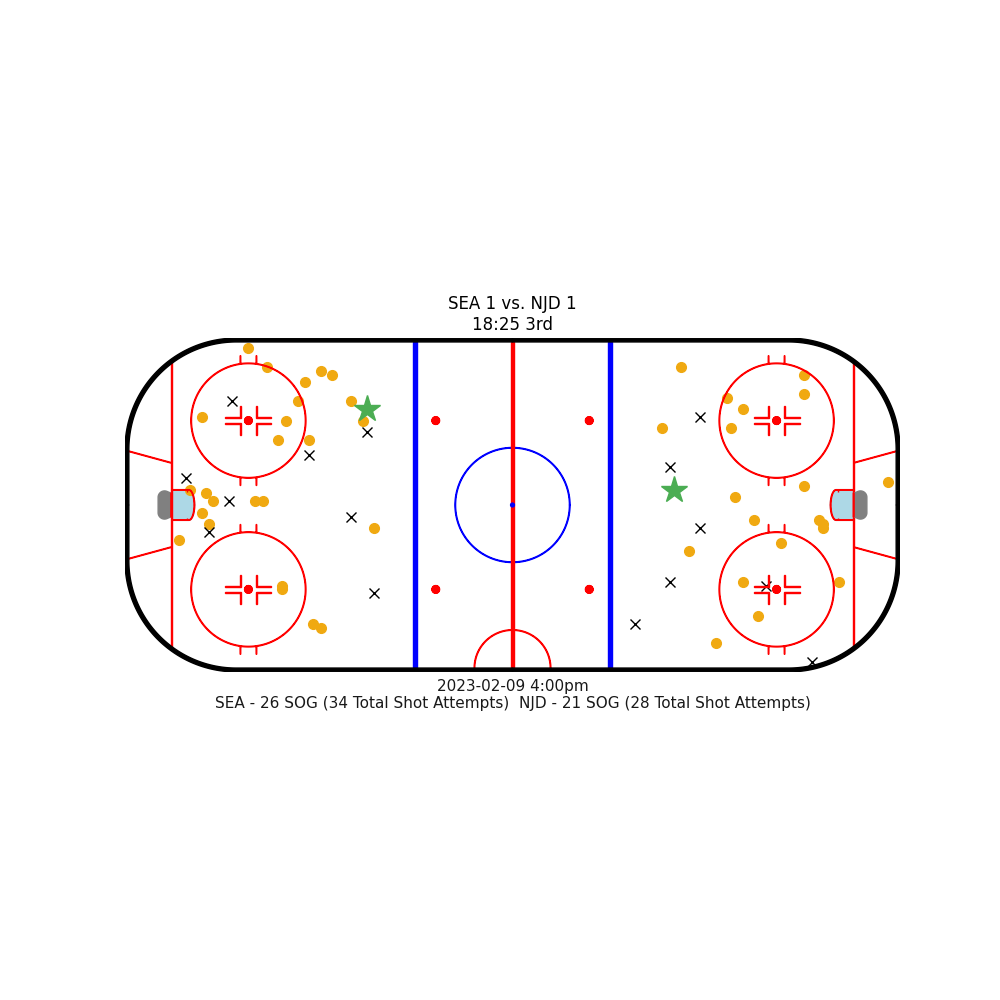 SEA 1 vs. NJD 1
18:25 3rd
2023-02-09 4:00pm
SEA - 26 SOG (34 Total Shot Attempts)  NJD - 21 SOG (28 Total Shot Attempts)